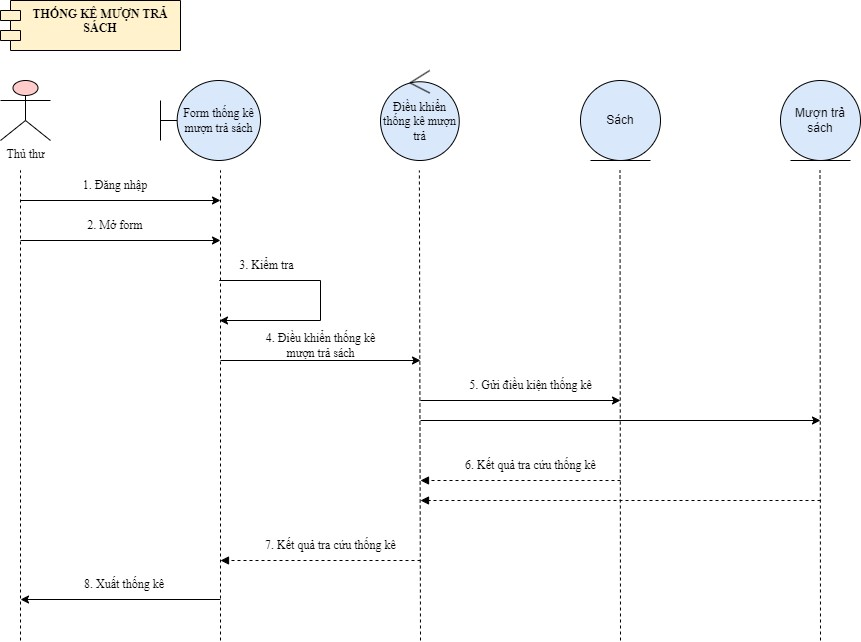 THỐNG KÊ MƯỢN TRẢ
SÁCH
Thủ thư
Form thống kê
mượn trả sách
Điều khiển
thống kê mượn
trả
Sách
Mượn trả
sách
1. Đăng nhập
2. Mở form
3. Kiểm tra
4. Điều khiển thống kê
mượn trả sách
5. Gửi điều kiện thống kê
6. Kết quả tra cứu thống kê
7. Kết quả tra cứu thống kê
8. Xuất thống kê